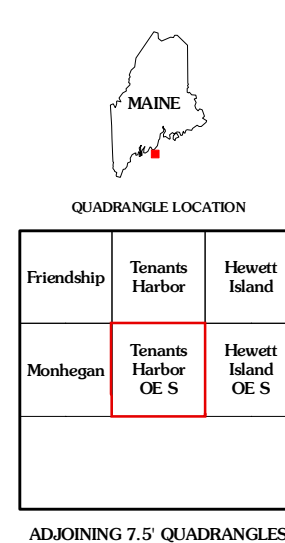 MAINE
QUADRANGLE LOCATION
Friendship
Tenants
Harbor
Hewett
Island
Monhegan
Tenants
Harbor
OE S
Hewett
Island
OE S
ADJOINING 7.5' QUADRANGLES